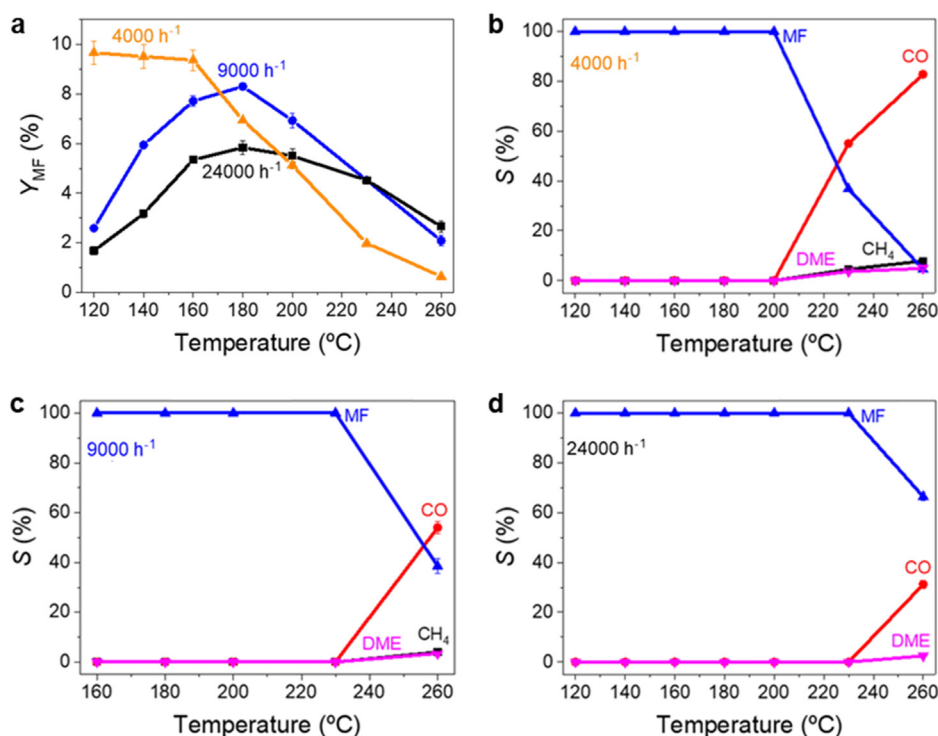 a
4000 h⁻¹
9000 h⁻¹
24000 h⁻¹
Y_MF (%)
10
8
6
4
2
0
120 140 160 180 200 220 240 260
Temperature (ºC)
b
4000 h⁻¹
MF
CO
CH₄
DME
S (%)
100
80
60
40
20
0
120 140 160 180 200 220 240 260
Temperature (ºC)
c
9000 h⁻¹
MF
CO
CH₄
DME
S (%)
100
80
60
40
20
0
160 180 200 220 240 260
Temperature (ºC)
d
24000 h⁻¹
MF
CO
DME
S (%)
100
80
60
40
20
0
120 140 160 180 200 220 240 260
Temperature (ºC)